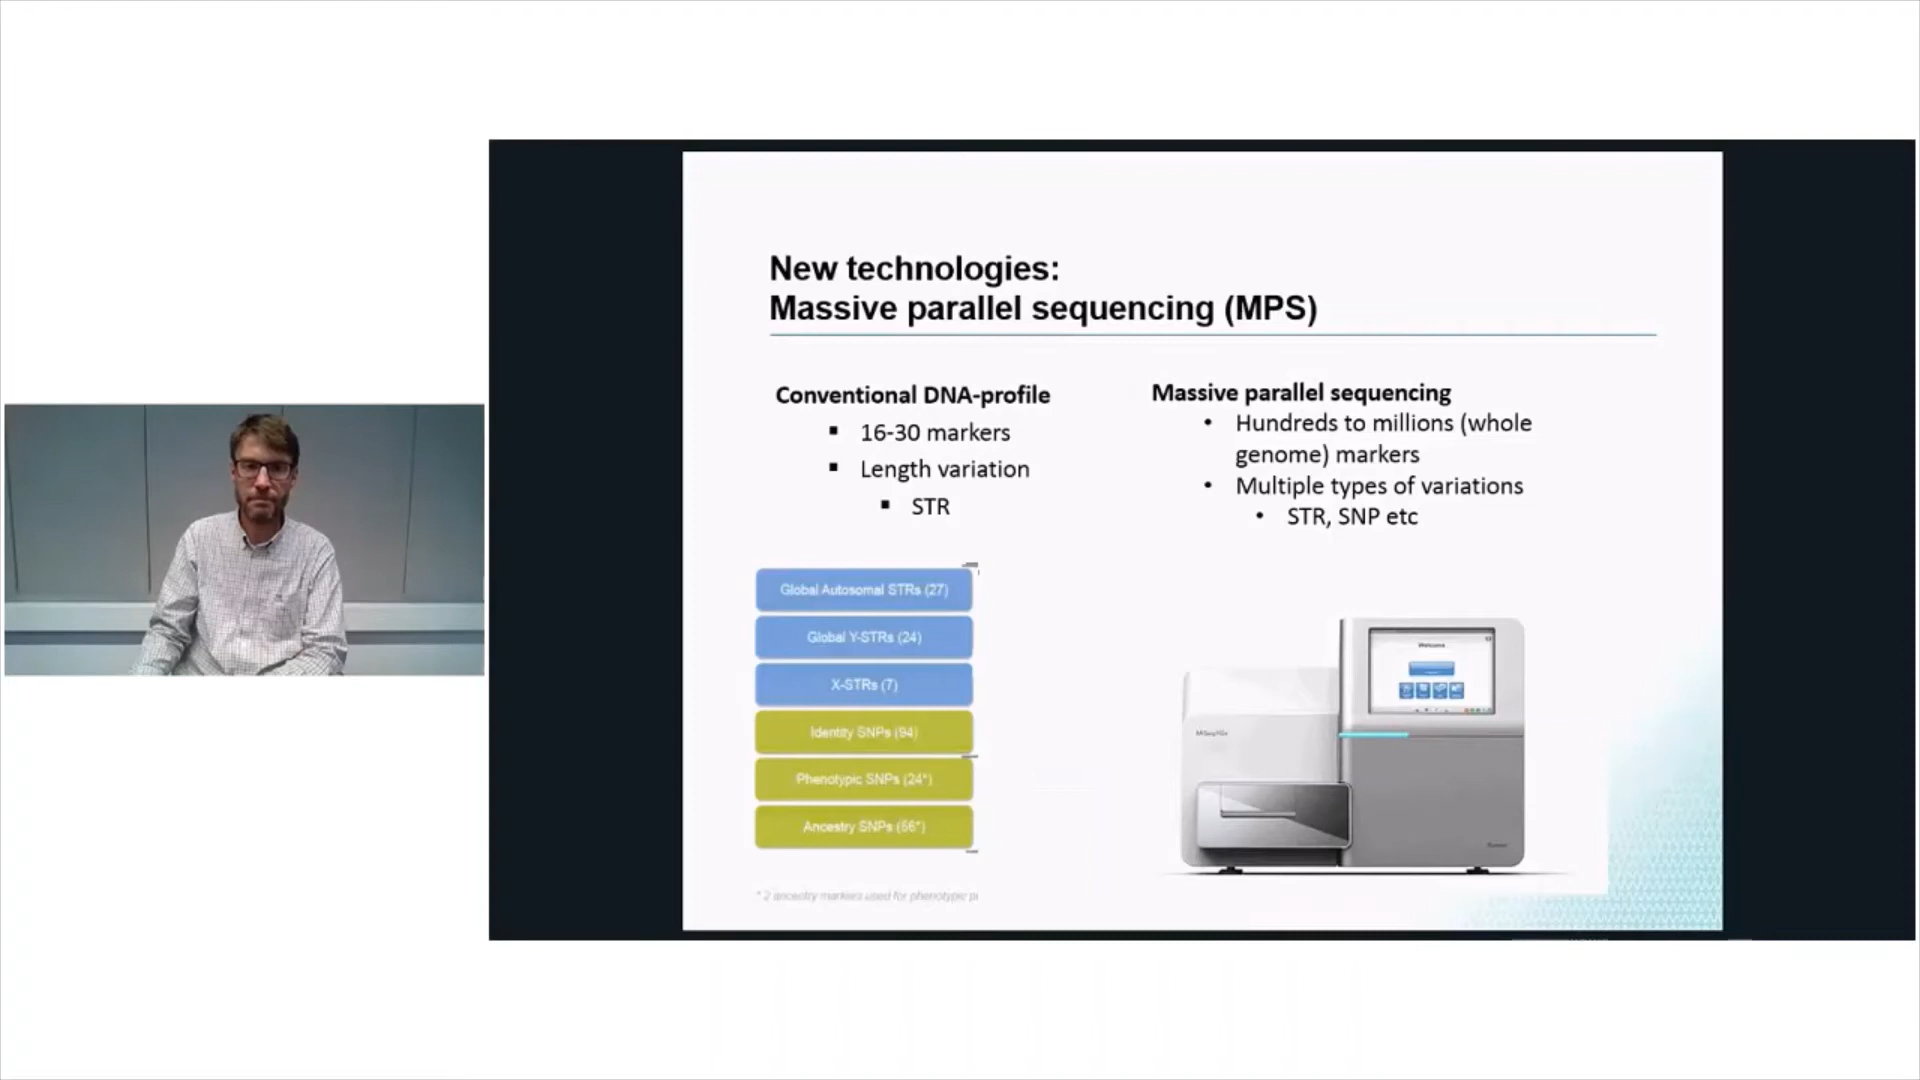 New technologies:
Massive parallel sequencing (MPS)
Conventional DNA-profile
▪ 16-30 markers
▪ Length variation
▪ STR
Massive parallel sequencing
• Hundreds to millions (whole
genome) markers
• Multiple types of variations
• STR, SNP etc
Global Autosomal STRs (27)
Global Y-STRs (24)
X-STRs (7)
Identity SNPs (94)
Phenotypic SNPs (24*)
Ancestry SNPs (56*)
* 2 ancestry markers used for phenotypic
Welcome